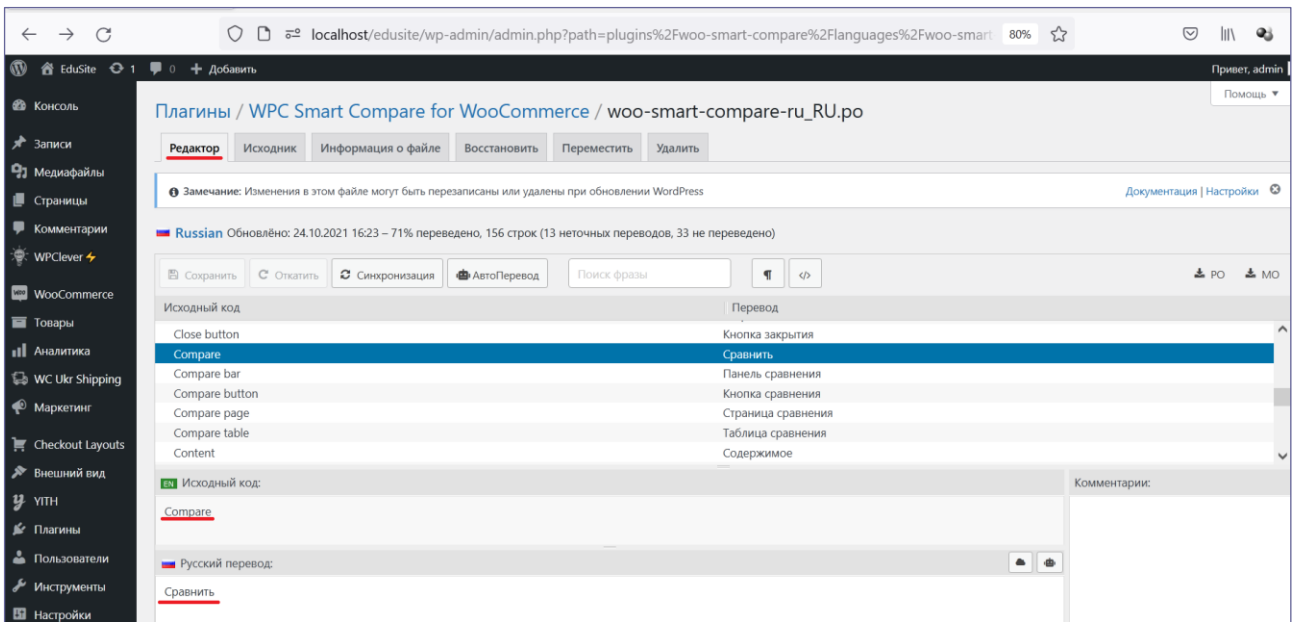 localhost/edusite/wp-admin/admin.php?path=plugins%2Fwoo-smart-compare%2Flanguages%2Fwoo-smart 80%
EduSite 1 0 + Добавить Привет, admin
Помощь
Консоль
Записи
Медиафайлы
Страницы
Комментарии
WPClever
WooCommerce
Товары
Аналитика
WC Ukr Shipping
Маркетинг
Checkout Layouts
Внешний вид
YITH
Плагины
Пользователи
Инструменты
Настройки
Плагины / WPC Smart Compare for WooCommerce / woo-smart-compare-ru_RU.po
Редактор Исходник Информация о файле Восстановить Переместить Удалить
Замечание: Изменения в этом файле могут быть перезаписаны или удалены при обновлении WordPress Документация | Настройки
Russian Обновлёно: 24.10.2021 16:23 – 71% переведено, 156 строк (13 неточных переводов, 33 не переведено)
Сохранить Откатить Синхронизация АвтоПеревод Поиск фразы ¶ </> PO MO
Исходный код Перевод
Close button Кнопка закрытия
Compare Сравнить
Compare bar Панель сравнения
Compare button Кнопка сравнения
Compare page Страница сравнения
Compare table Таблица сравнения
Content Содержимое
EN Исходный код: Комментарии:
Compare
Русский перевод:
Сравнить